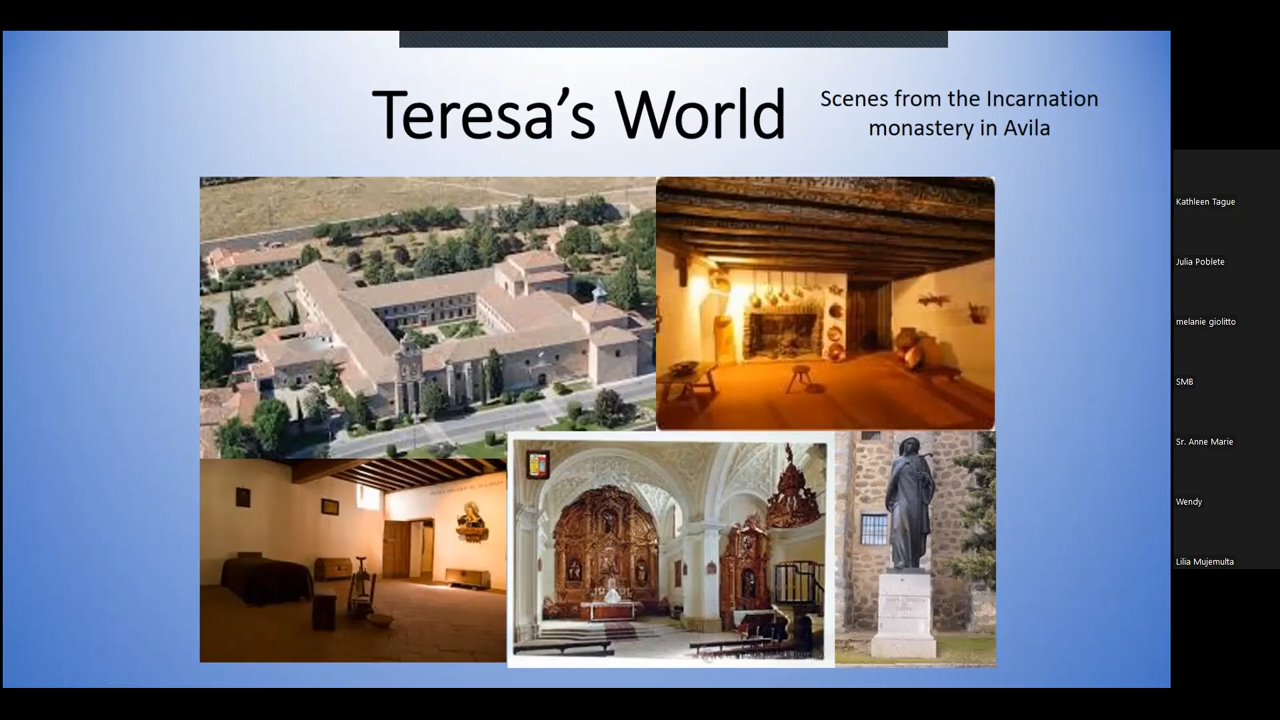 Teresa’s World
Scenes from the Incarnation
monastery in Avila
Kathleen Tague
Julia Poblete
melanie giolitto
SMB
Sr. Anne Marie
Wendy
Lilia Mujemulta